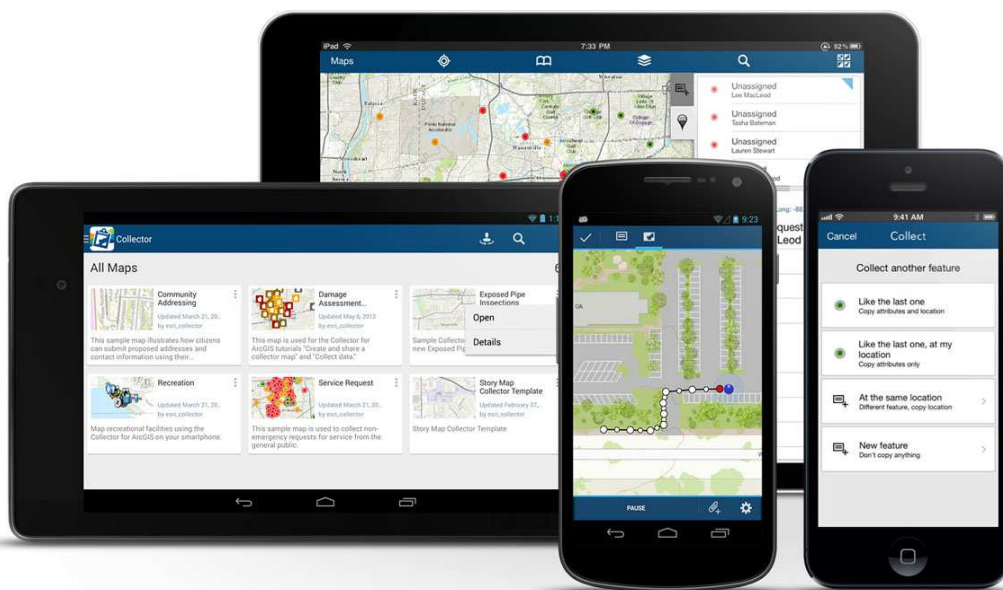 iPad
7:33 PM
82%
Maps
Unassigned
Lee MacLeod
Unassigned
Tasha Bateman
Unassigned
Lauren Stewart
Collector
All Maps
Community
Addressing
Updated March 21, 20..
by esri_collector
This sample map illustrates how citizens
can submit proposed addresses and
contact information using their...
Damage
Assessment..
Updated May 6, 2013
by esri_collector
This map is used for the Collector for
ArcGIS tutorials "Create and share a
collector map" and "Collect data."
Exposed Pipe
Inspections
Open
Details
Sample Collector
new Exposed Pip
Recreation
Updated March 21, 20..
by esri_collector
Map recreational facilities using the
Collector for ArcGIS on your smartphone.
Service Request
Updated March 21, 20..
by esri_collector
This sample map is used to collect non-
emergency requests for service from the
general public.
Story Map
Collector Template
Updated February 27,..
by esri_collector
Story Map Collector Template
9:23
PAUSE
9:41 AM
Cancel
Collect
Collect another feature
Like the last one
Copy attributes and location
Like the last one, at my
location
Copy attributes only
At the same location
Different feature, copy location
New feature
Don't copy anything